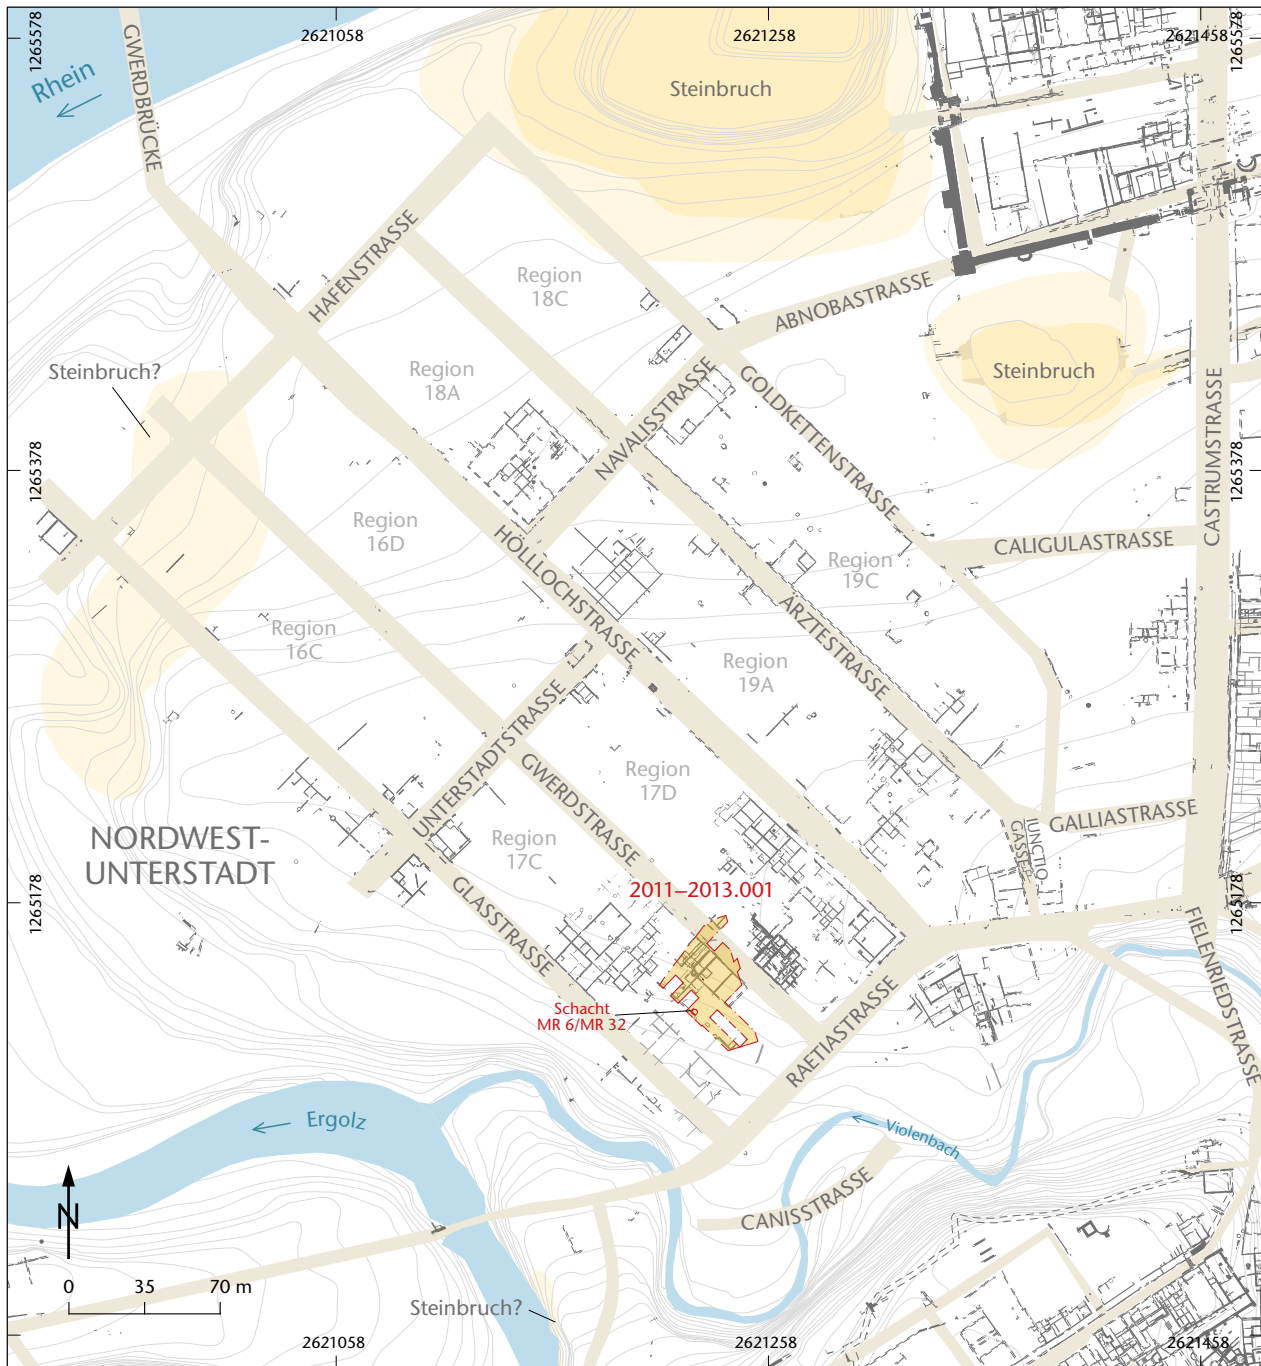 2621058
2621258
2621458
1265578
1265578
Rhein
GWERDBRÜCKE
Steinbruch
HAFENSTRASSE
Region
18C
ABNOBASTRASSE
Steinbruch?
Region
18A
NAVALISSTRASSE
GOLDKETTENSTRASSE
Steinbruch
CASTRUMSTRASSE
1265378
1265378
Region
16D
HÖLLLOCHSTRASSE
CALIGULASTRASSE
Region
19C
ÄRZTESTRASSE
Region
16C
Region
19A
UNTERSTADTSTRASSE
GWERDSTRASSE
Region
17D
JUNCTIO-
GASSE
GALLIASTRASSE
NORDWEST-
UNTERSTADT
Region
17C
GLASSTRASSE
2011–2013.001
1265178
1265178
FIELENRIEDSTRASSE
Schacht
MR 6/MR 32
RAETIASTRASSE
Ergolz
Violenbach
CANISSTRASSE
N
0 35 70 m
Steinbruch?
2621058
2621258
2621458